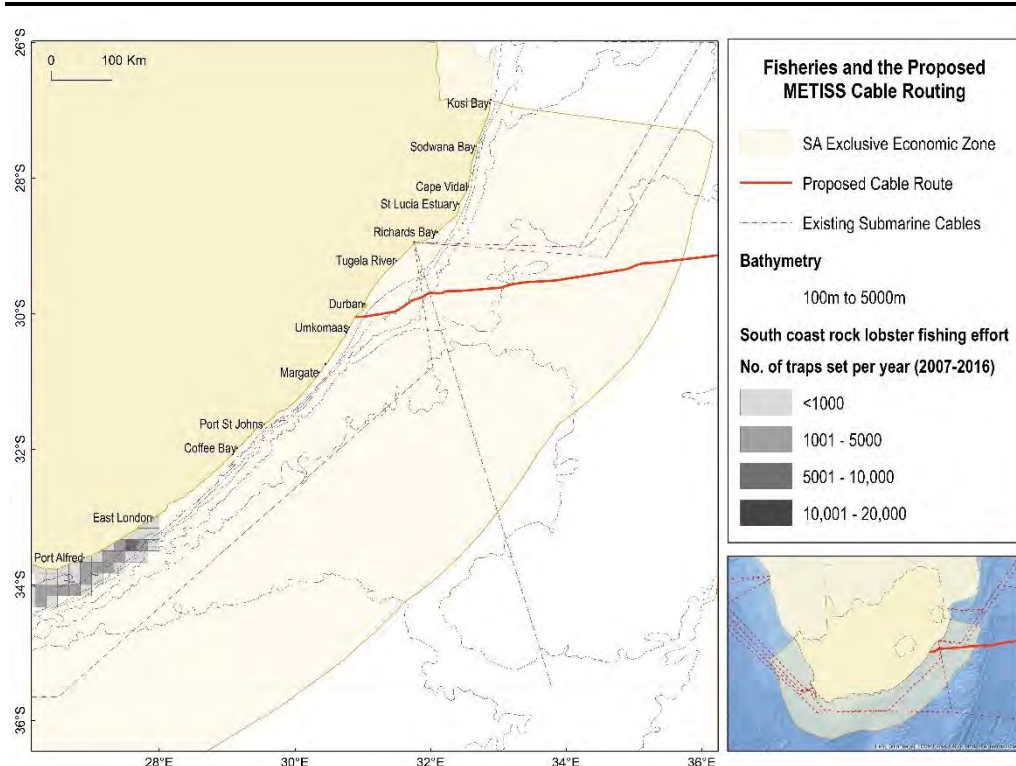 26°S
28°S
30°S
32°S
34°S
36°S
0 100 Km
Kosi Bay
Sodwana Bay
Cape Vidal
St Lucia Estuary
Richards Bay
Tugela River
Durban
Umkomaas
Margate
Port St Johns
Coffee Bay
East London
Port Alfred
28°E
30°E
32°E
34°E
36°E
Fisheries and the Proposed
METISS Cable Routing
SA Exclusive Economic Zone
Proposed Cable Route
Existing Submarine Cables
Bathymetry
100m to 5000m
South coast rock lobster fishing effort
No. of traps set per year (2007-2016)
<1000
1001 - 5000
5001 - 10,000
10,001 - 20,000